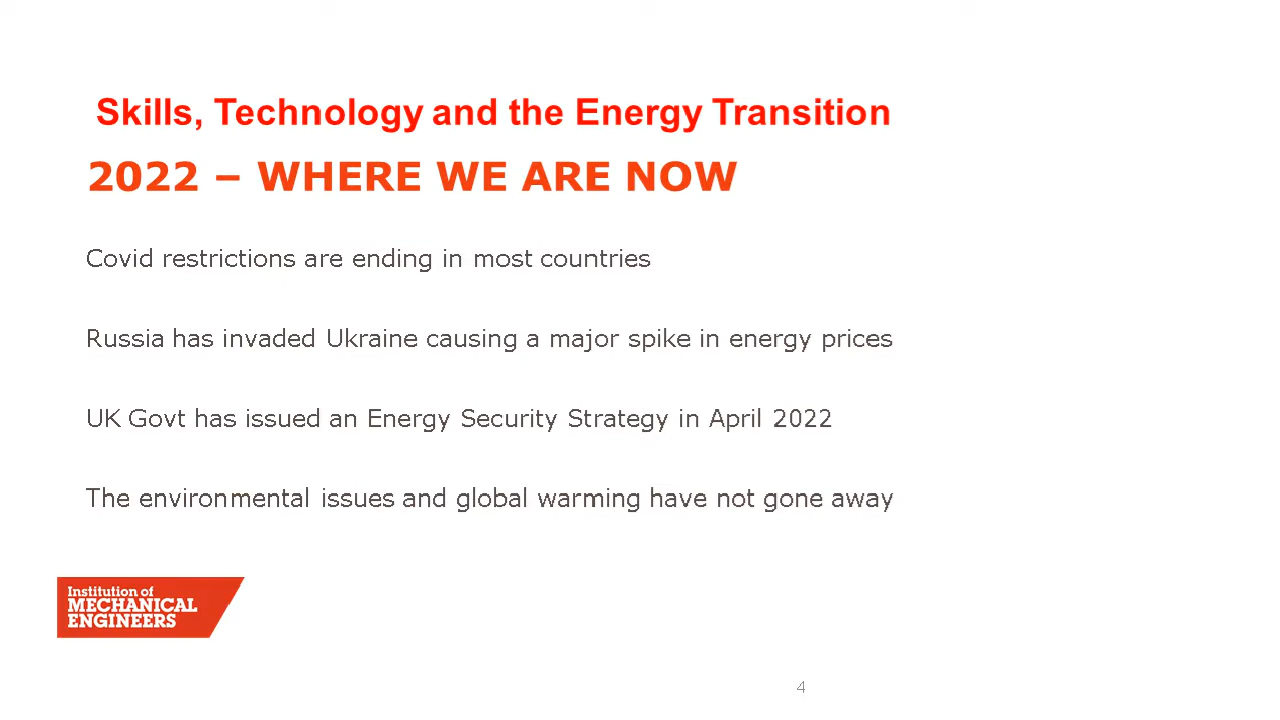 Skills, Technology and the Energy Transition
2022 – WHERE WE ARE NOW
Covid restrictions are ending in most countries
Russia has invaded Ukraine causing a major spike in energy prices
UK Govt has issued an Energy Security Strategy in April 2022
The environmental issues and global warming have not gone away
Institution of
MECHANICAL
ENGINEERS
4